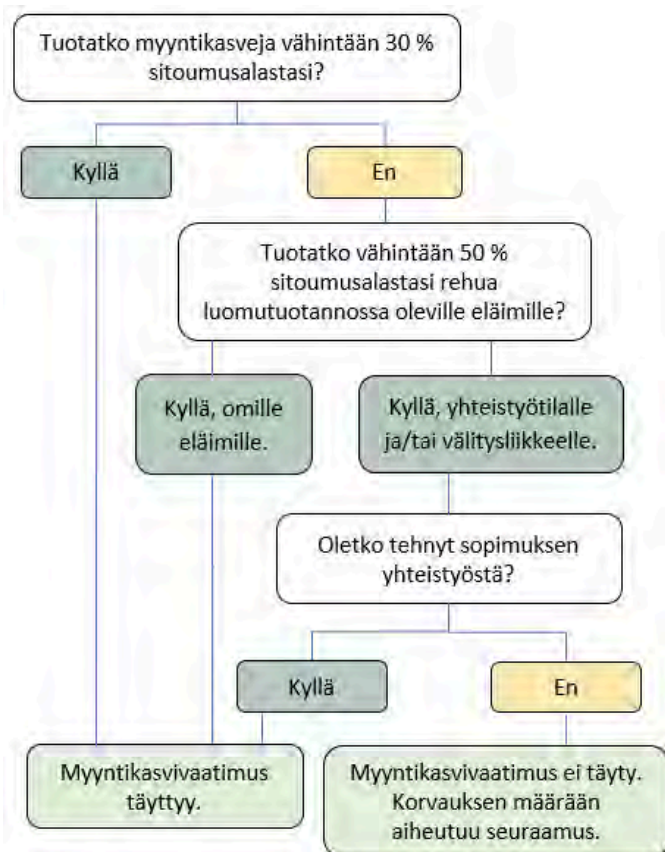 Tuotatko myyntikasveja vähintään 30 %
sitoumusalastasi?
Kyllä
En
Tuotatko vähintään 50 %
sitoumusalastasi rehua
luomutuotannossa oleville eläimille?
Kyllä, omille
eläimille.
Kyllä, yhteistyötilalle
ja/tai välitysliikkeelle.
Oletko tehnyt sopimuksen
yhteistyöstä?
Kyllä
En
Myyntikasvivaatimus
täyttyy.
Myyntikasvivaatimus ei täyty.
Korvauksen määrään
aiheutuu seuraamus.